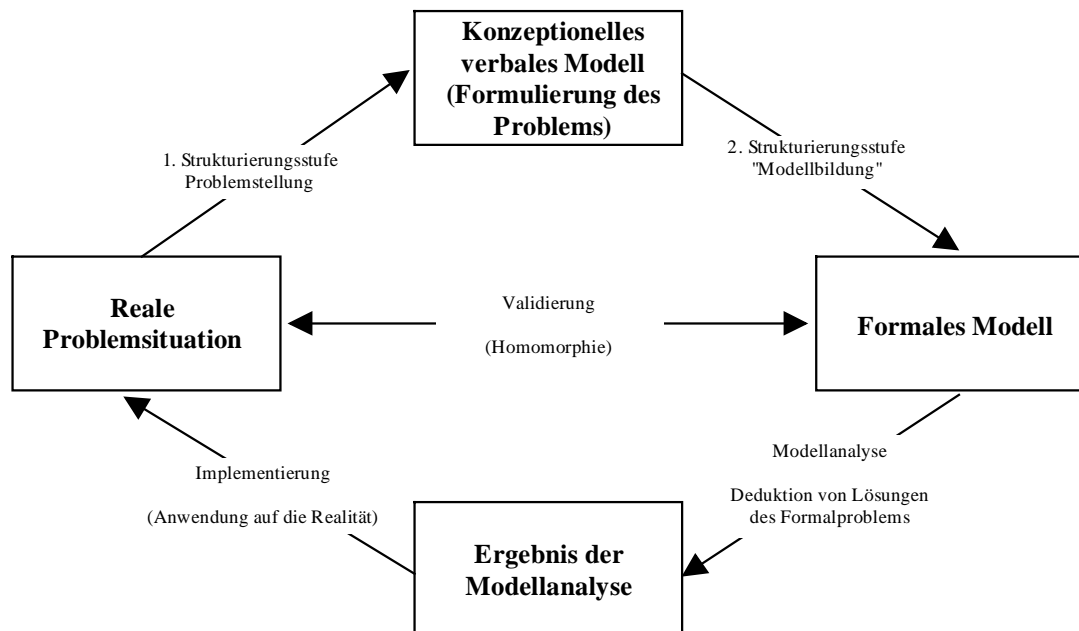 Konzeptionelles
verbales Modell
(Formulierung des
Problems)
1. Strukturierungsstufe
Problemstellung
2. Strukturierungsstufe
"Modellbildung"
Reale
Problemsituation
Validierung
(Homomorphie)
Formales Modell
Implementierung
(Anwendung auf die Realität)
Modellanalyse
Deduktion von Lösungen
des Formalproblems
Ergebnis der
Modellanalyse